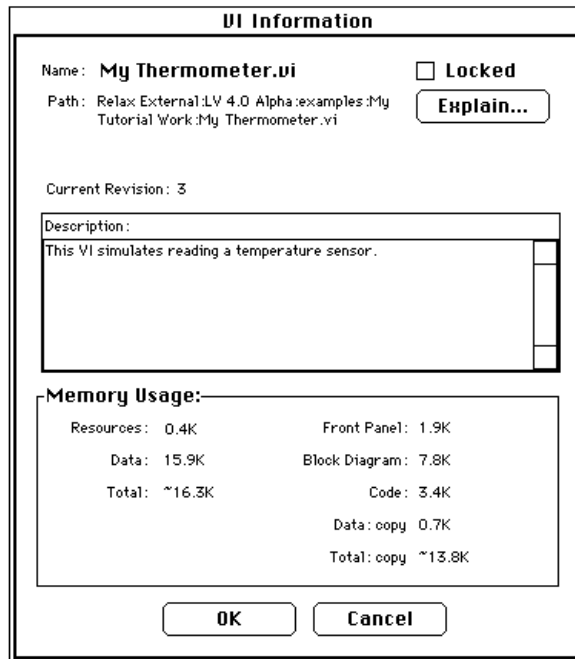 VI Information
Name: My Thermometer.vi
Locked
Path: Relax External:LV 4.0 Alpha:examples:My
Tutorial Work:My Thermometer.vi
Explain...
Current Revision: 3
Description:
This VI simulates reading a temperature sensor.
Memory Usage:
Resources: 0.4K
Front Panel: 1.9K
Data: 15.9K
Block Diagram: 7.8K
Total: ~16.3K
Code: 3.4K
Data:copy 0.7K
Total:copy ~13.8K
OK
Cancel